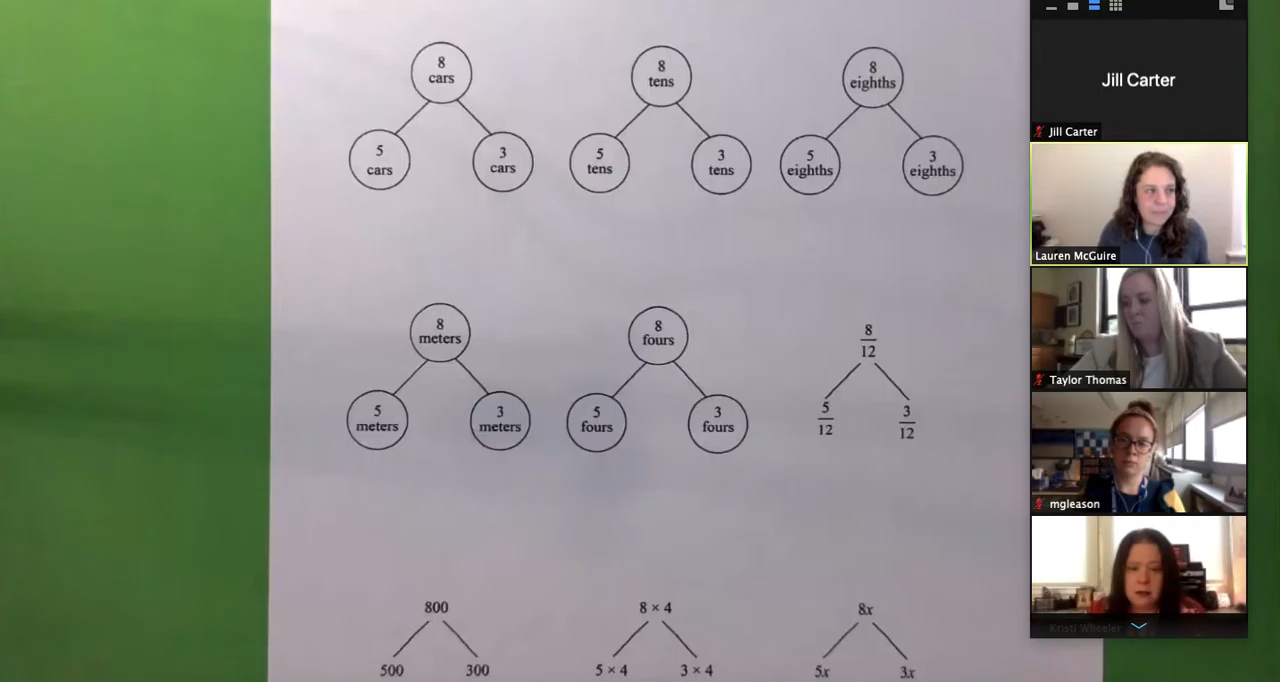 8
cars
5
cars
3
cars
8
tens
5
tens
3
tens
8
eighths
5
eighths
3
eighths
8
meters
5
meters
3
meters
8
fours
5
fours
3
fours
8
12
5
12
3
12
800
500
300
8 × 4
5 × 4
3 × 4
8x
5x
3x
Jill Carter
Jill Carter
Lauren McGuire
Taylor Thomas
mgleason
Kristi Wheeler